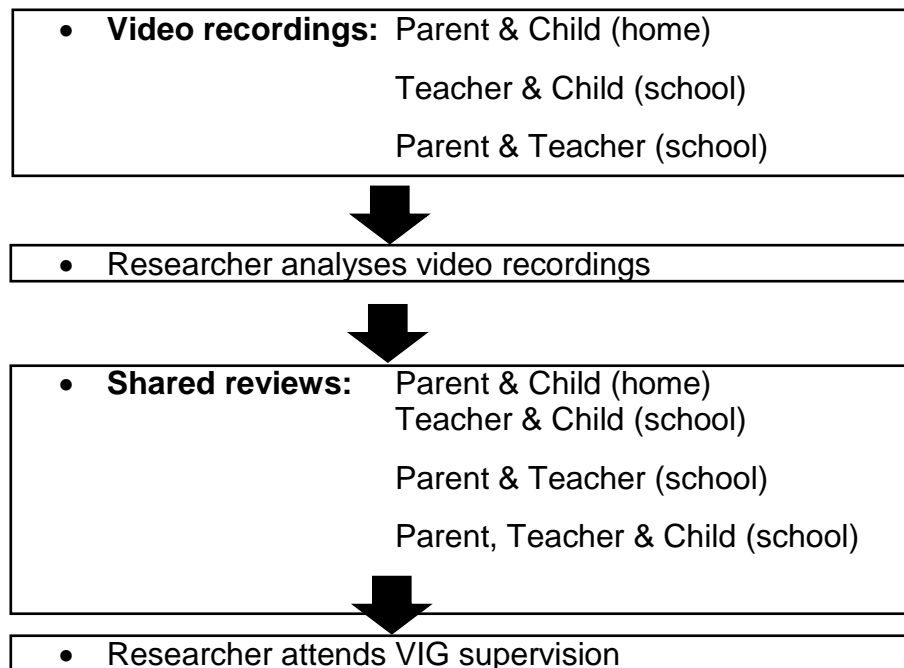 • Video recordings: Parent & Child (home)
Teacher & Child (school)
Parent & Teacher (school)
• Researcher analyses video recordings
• Shared reviews: Parent & Child (home)
Teacher & Child (school)
Parent & Teacher (school)
Parent, Teacher & Child (school)
• Researcher attends VIG supervision